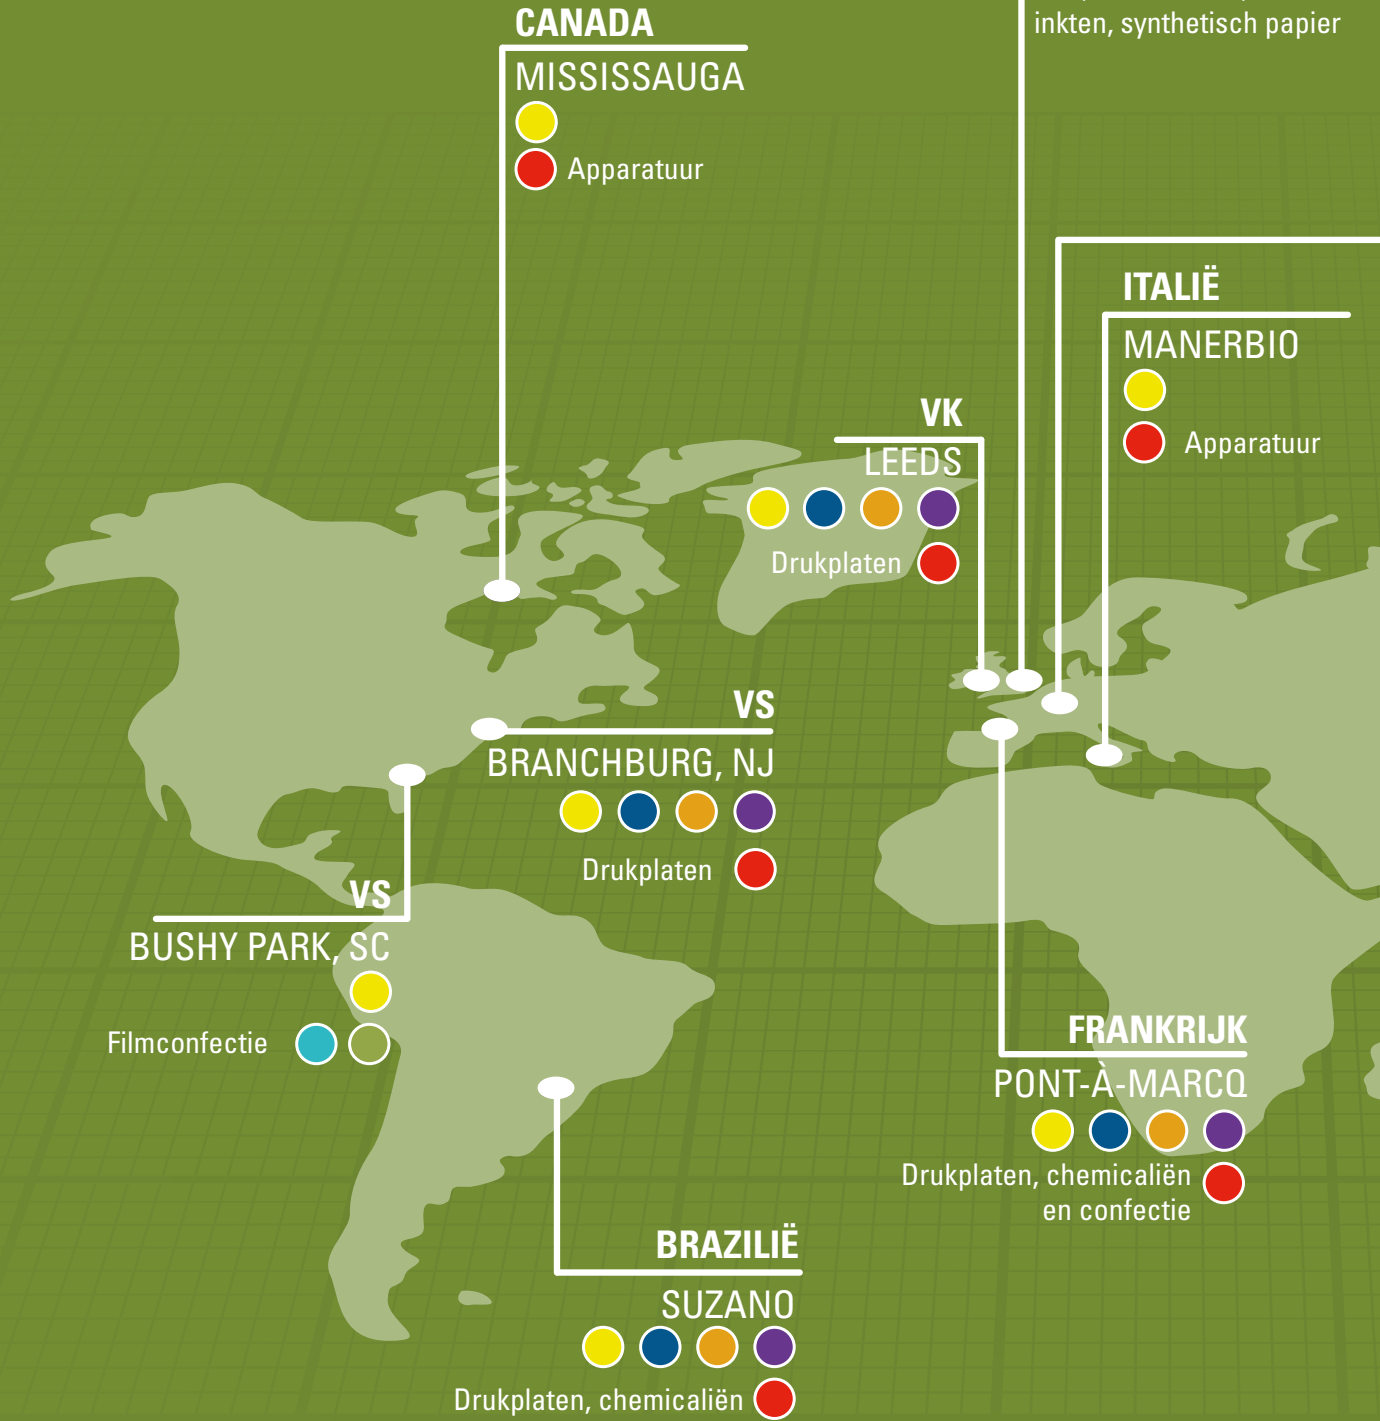 CANADA
MISSISSAUGA
Apparatuur
inkten, synthetisch papier
ITALIË
MANERBIO
Apparatuur
VK
LEEDS
Drukplaten
VS
BRANCHBURG, NJ
Drukplaten
VS
BUSHY PARK, SC
Filmconfectie
FRANKRIJK
PONT-À-MARCQ
Drukplaten, chemicaliën
en confectie
BRAZILIË
SUZANO
Drukplaten, chemicaliën